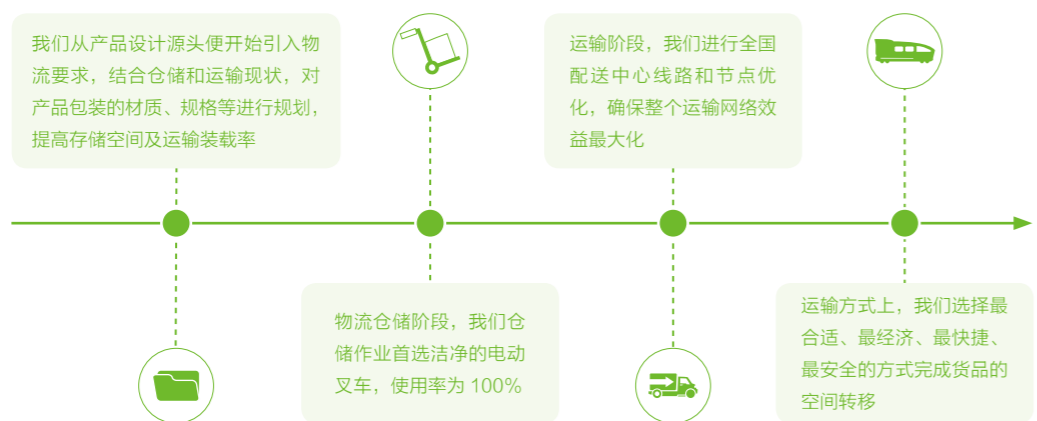 我们从产品设计源头便开始引入物
流要求，结合仓储和运输现状，对
产品包装的材质、规格等进行规划，
提高存储空间及运输装载率
物流仓储阶段，我们仓
储作业首选洁净的电动
叉车，使用率为 100%
运输阶段，我们进行全国
配送中心线路和节点优
化，确保整个运输网络效
益最大化
运输方式上，我们选择最
合适、最经济、最快捷、
最安全的方式完成货品的
空间转移